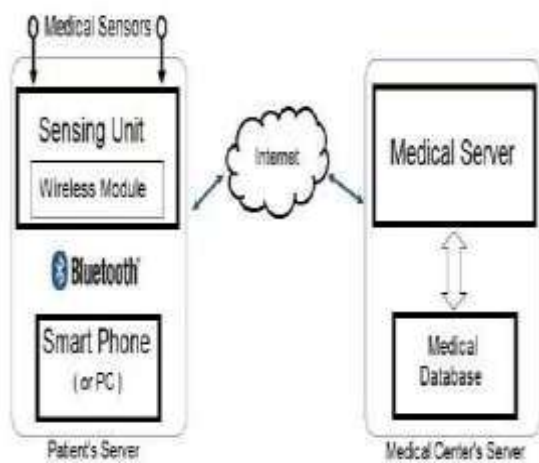 Medical Sensors
Sensing Unit
Wireless Module
Bluetooth
Smart Phone
( or PC )
Patient's Server
Internet
Medical Server
Medical
Database
Medical Center's Server